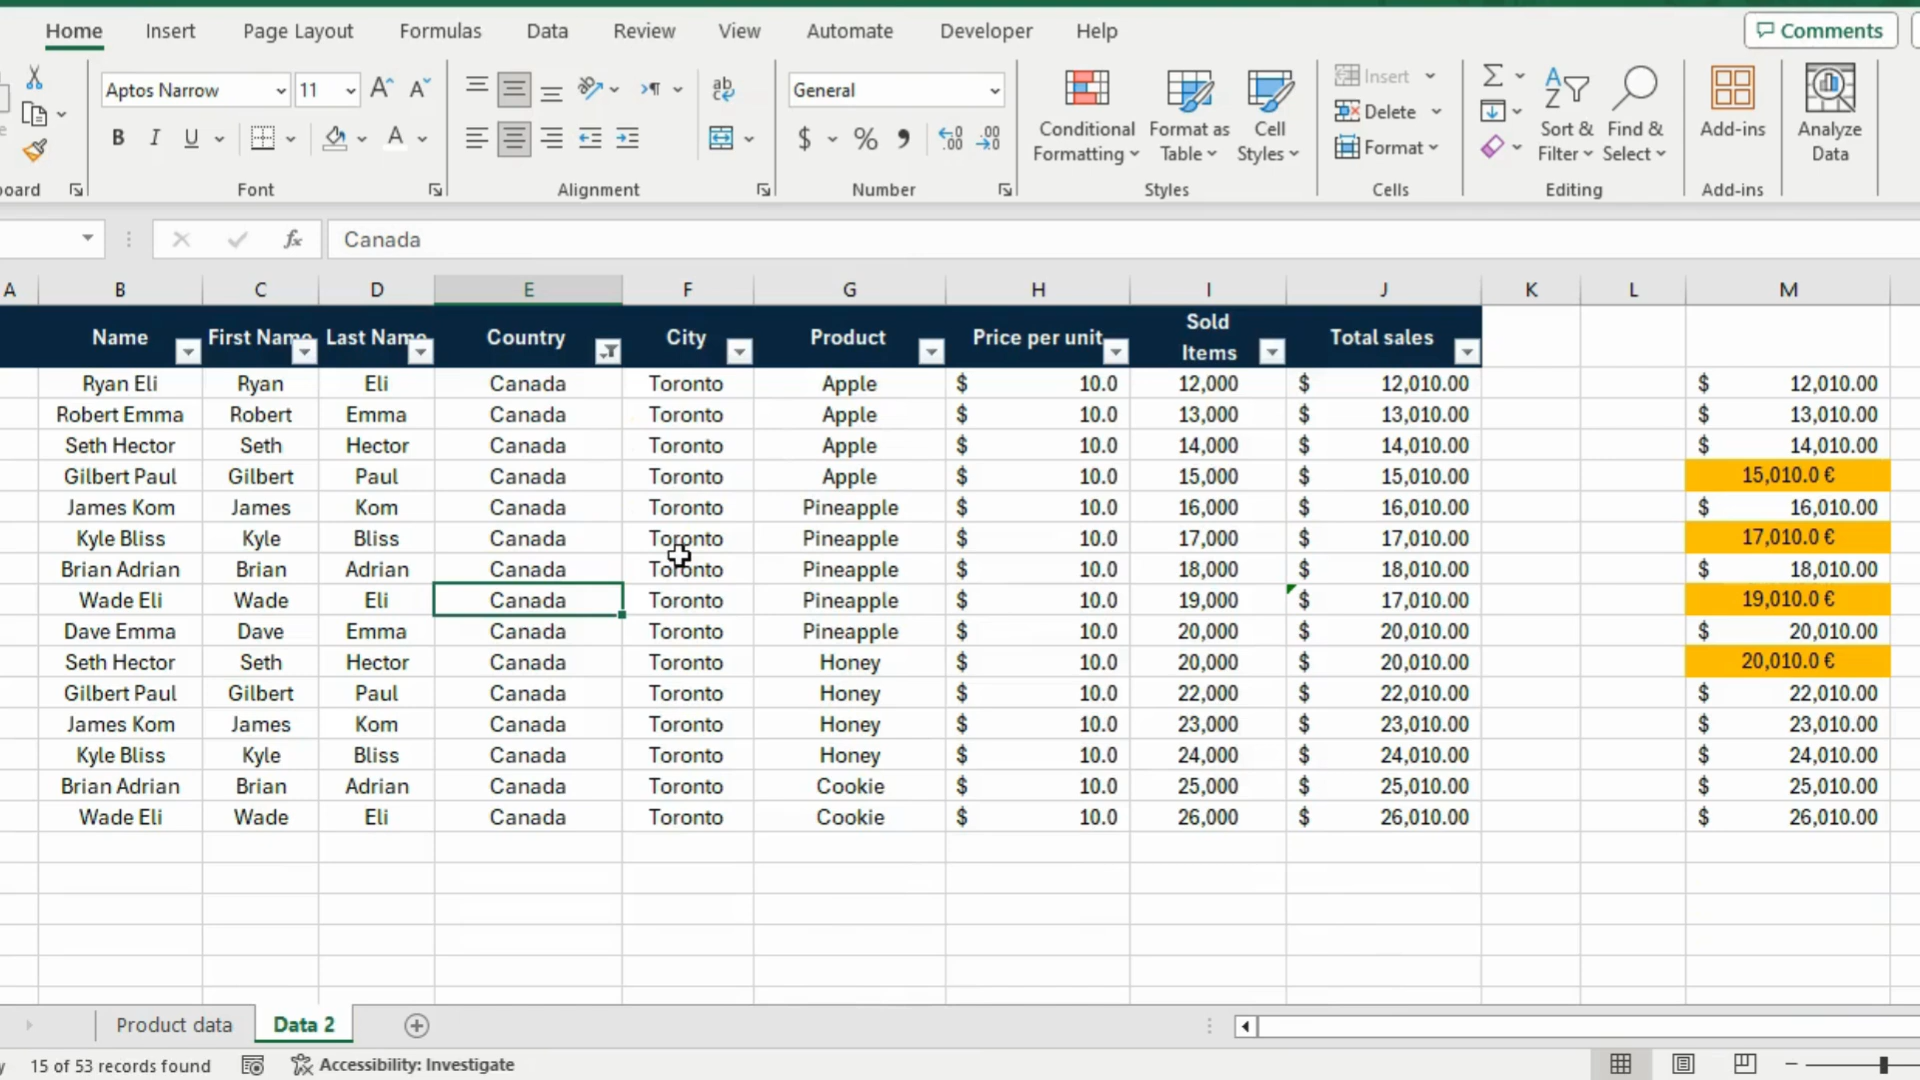 Home Insert Page Layout Formulas Data Review View Automate Developer Help Comments
Aptos Narrow 11 A A ab General $ % , Conditional Formatting Format as Table Cell Styles Insert Delete Format Sort & Filter Find & Select Add-ins Analyze Data
B I U A
Font Alignment Number Styles Cells Editing Add-ins
fx Canada
A B C D E F G H I J K L M
Name First Name Last Name Country City Product Price per unit Sold Items Total sales
Ryan Eli Ryan Eli Canada Toronto Apple $ 10.0 12,000 $ 12,010.00 $ 12,010.00
Robert Emma Robert Emma Canada Toronto Apple $ 10.0 13,000 $ 13,010.00 $ 13,010.00
Seth Hector Seth Hector Canada Toronto Apple $ 10.0 14,000 $ 14,010.00 $ 14,010.00
Gilbert Paul Gilbert Paul Canada Toronto Apple $ 10.0 15,000 $ 15,010.00 15,010.0 €
James Kom James Kom Canada Toronto Pineapple $ 10.0 16,000 $ 16,010.00 $ 16,010.00
Kyle Bliss Kyle Bliss Canada Toronto Pineapple $ 10.0 17,000 $ 17,010.00 17,010.0 €
Brian Adrian Brian Adrian Canada Toronto Pineapple $ 10.0 18,000 $ 18,010.00 $ 18,010.00
Wade Eli Wade Eli Canada Toronto Pineapple $ 10.0 19,000 $ 17,010.00 19,010.0 €
Dave Emma Dave Emma Canada Toronto Pineapple $ 10.0 20,000 $ 20,010.00 $ 20,010.00
Seth Hector Seth Hector Canada Toronto Honey $ 10.0 20,000 $ 20,010.00 20,010.0 €
Gilbert Paul Gilbert Paul Canada Toronto Honey $ 10.0 22,000 $ 22,010.00 $ 22,010.00
James Kom James Kom Canada Toronto Honey $ 10.0 23,000 $ 23,010.00 $ 23,010.00
Kyle Bliss Kyle Bliss Canada Toronto Honey $ 10.0 24,000 $ 24,010.00 $ 24,010.00
Brian Adrian Brian Adrian Canada Toronto Cookie $ 10.0 25,000 $ 25,010.00 $ 25,010.00
Wade Eli Wade Eli Canada Toronto Cookie $ 10.0 26,000 $ 26,010.00 $ 26,010.00
Product data Data 2
15 of 53 records found Accessibility: Investigate